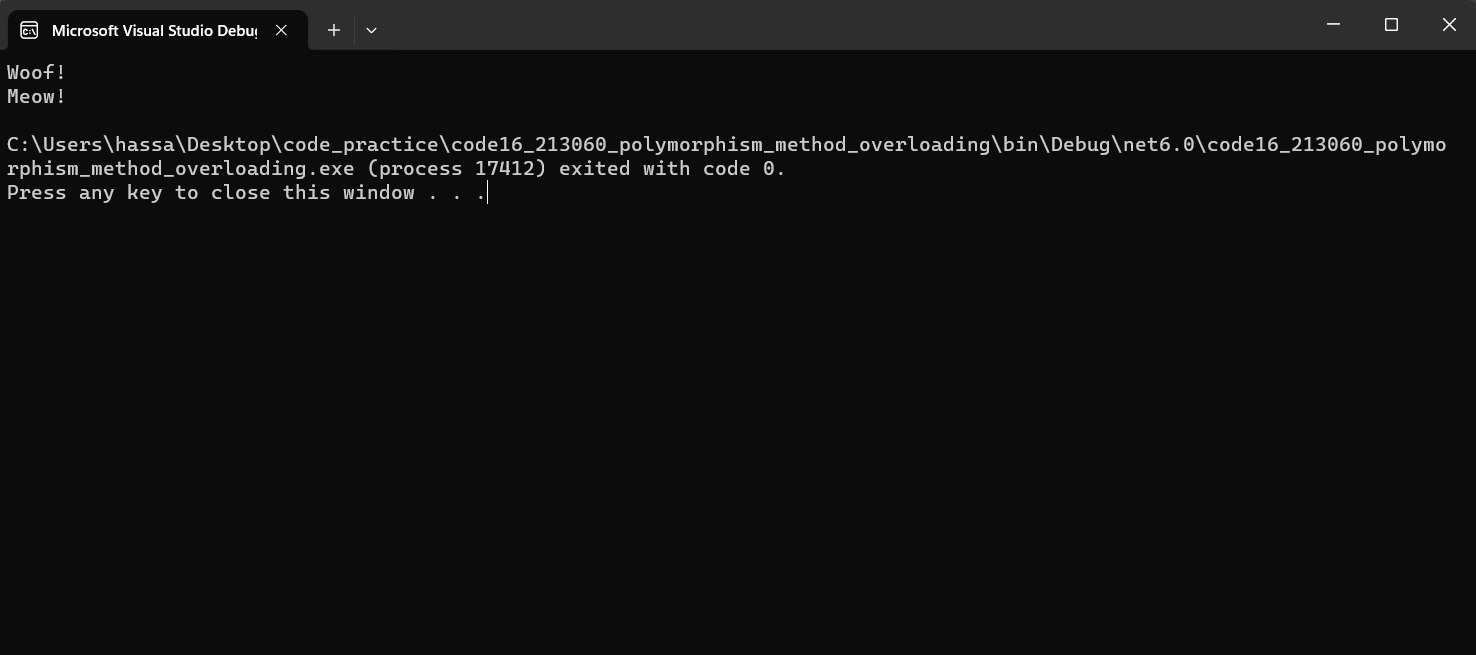 Microsoft Visual Studio Debug
Woof!
Meow!
C:\Users\hassa\Desktop\code_practice\code16_213060_polymorphism_method_overloading\bin\Debug\net6.0\code16_213060_polymo
rphism_method_overloading.exe (process 17412) exited with code 0.
Press any key to close this window . . .